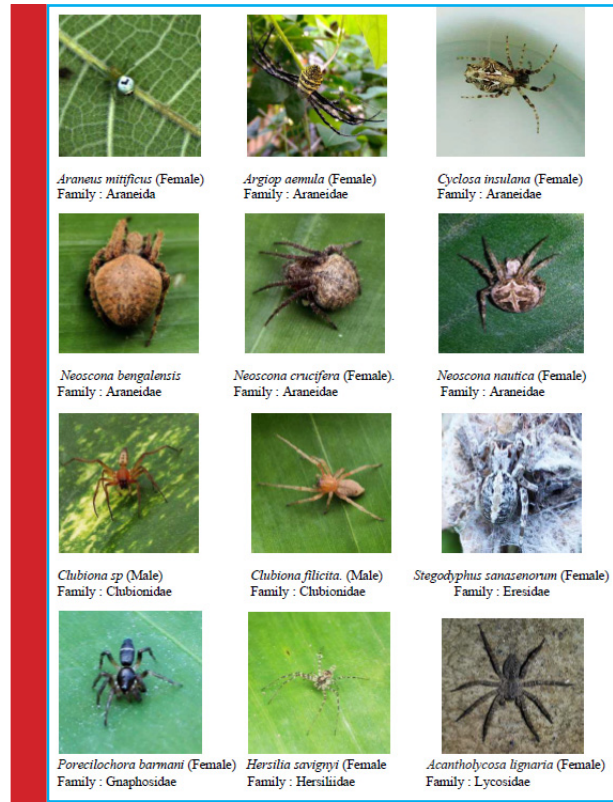 Araneus mitificus (Female)
Family : Araneida
Argiop aemula (Female)
Family : Araneidae
Cyclosa insulana (Female)
Family : Araneidae
Neoscona bengalensis
Family : Araneidae
Neoscona crucifera (Female).
Family : Araneidae
Neoscona nautica (Female)
Family : Araneidae
Clubiona sp (Male)
Family : Clubionidae
Clubiona filicita. (Male)
Family : Clubionidae
Stegodyphus sanasenorum (Female)
Family : Eresidae
Porecilochora barmani (Female)
Family : Gnaphosidae
Hersilia savignyi (Female
Family : Hersiliidae
Acantholycosa lignaria (Female)
Family : Lycosidae